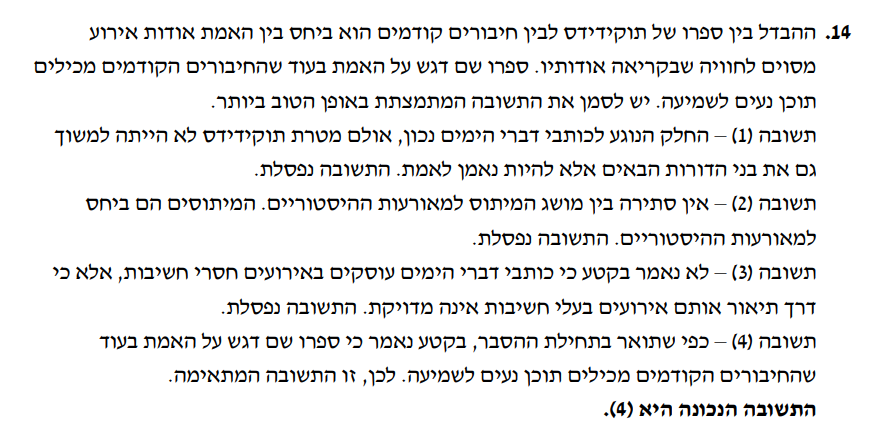 14. ההבדל בין ספרו של תוקידידס לבין חיבורים קודמים הוא ביחס בין האמת אודות אירוע
מסוים לחוויה שבקריאה אודותיו. ספרו שם דגש על האמת בעוד שהחיבורים הקודמים מכילים
תוכן נעים לשמיעה. יש לסמן את התשובה המתמצתת באופן הטוב ביותר.
תשובה (1) – החלק הנוגע לכותבי דברי הימים נכון, אולם מטרת תוקידידס לא הייתה למשוך
גם את בני הדורות הבאים אלא להיות נאמן לאמת. התשובה נפסלת.
תשובה (2) – אין סתירה בין מושג המיתוס למאורעות ההיסטוריים. המיתוסים הם ביחס
למאורעות ההיסטוריים. התשובה נפסלת.
תשובה (3) – לא נאמר בקטע כי כותבי דברי הימים עוסקים באירועים חסרי חשיבות, אלא כי
דרך תיאור אותם אירועים בעלי חשיבות אינה מדויקת. התשובה נפסלת.
תשובה (4) – כפי שתואר בתחילת ההסבר, בקטע נאמר כי ספרו שם דגש על האמת בעוד
שהחיבורים הקודמים מכילים תוכן נעים לשמיעה. לכן, זו התשובה המתאימה.
התשובה הנכונה היא (4).